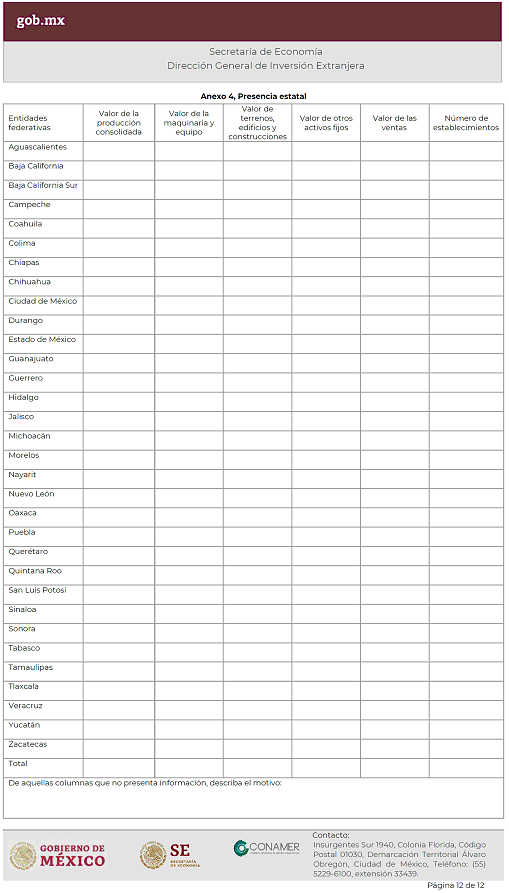 gob.mx
Secretaría de Economía
Dirección General de Inversión Extranjera
Anexo 4, Presencia estatal
Entidades federativas
Valor de la producción consolidada
Valor de la maquinaria y equipo
Valor de terrenos, edificios y construcciones
Valor de otros activos fijos
Valor de las ventas
Número de establecimientos
Aguascalientes
Baja California
Baja California Sur
Campeche
Coahuila
Colima
Chiapas
Chihuahua
Ciudad de México
Durango
Estado de México
Guanajuato
Guerrero
Hidalgo
Jalisco
Michoacán
Morelos
Nayarit
Nuevo León
Oaxaca
Puebla
Querétaro
Quintana Roo
San Luis Potosí
Sinaloa
Sonora
Tabasco
Tamaulipas
Tlaxcala
Veracruz
Yucatán
Zacatecas
Total
De aquellas columnas que no presenta información, describa el motivo:
GOBIERNO DE
MÉXICO
SE
SECRETARÍA
DE ECONOMÍA
CONAMER
Contacto:
Insurgentes Sur 1940, Colonia Florida, Código
Postal 01030, Demarcación Territorial Álvaro
Obregón, Ciudad de México, Teléfono: (55)
5229-6100, extensión 33439.
Página 12 de 12